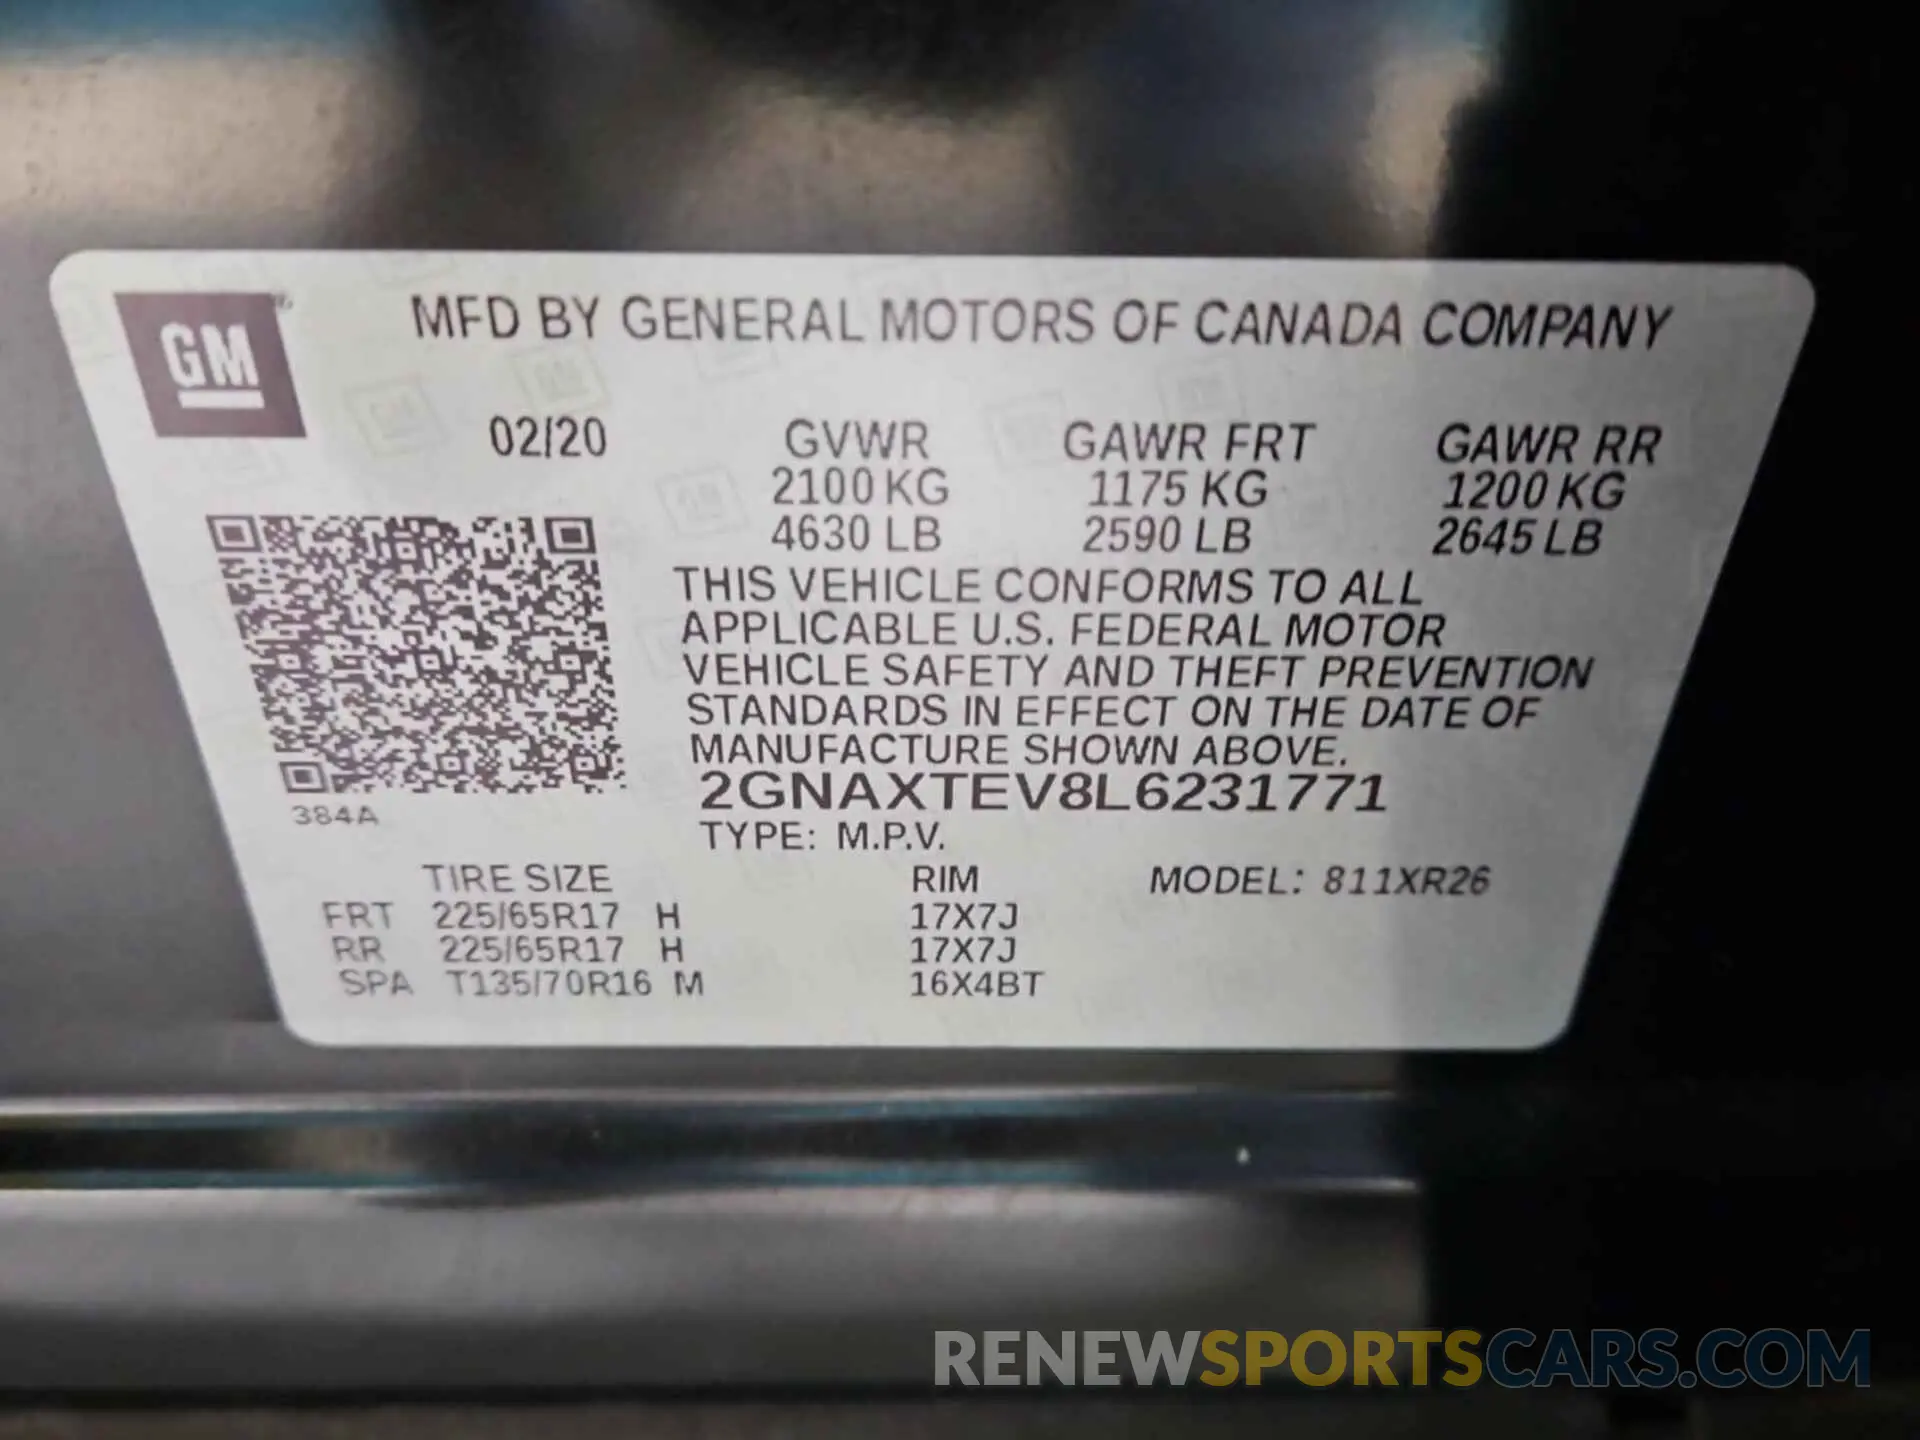 GM
MFD BY GENERAL MOTORS OF CANADA COMPANY
02/20 GVWR GAWR FRT GAWR RR
2100 KG 1175 KG 1200 KG
4630 LB 2590 LB 2645 LB
THIS VEHICLE CONFORMS TO ALL
APPLICABLE U.S. FEDERAL MOTOR
VEHICLE SAFETY AND THEFT PREVENTION
STANDARDS IN EFFECT ON THE DATE OF
MANUFACTURE SHOWN ABOVE.
2GNAXTEV8L6231771
384A
TYPE: M.P.V.
TIRE SIZE RIM MODEL: 811XR26
FRT 225/65R17 H 17X7J
RR 225/65R17 H 17X7J
SPA T135/70R16 M 16X4BT
RENEWSPORTSCARS.COM